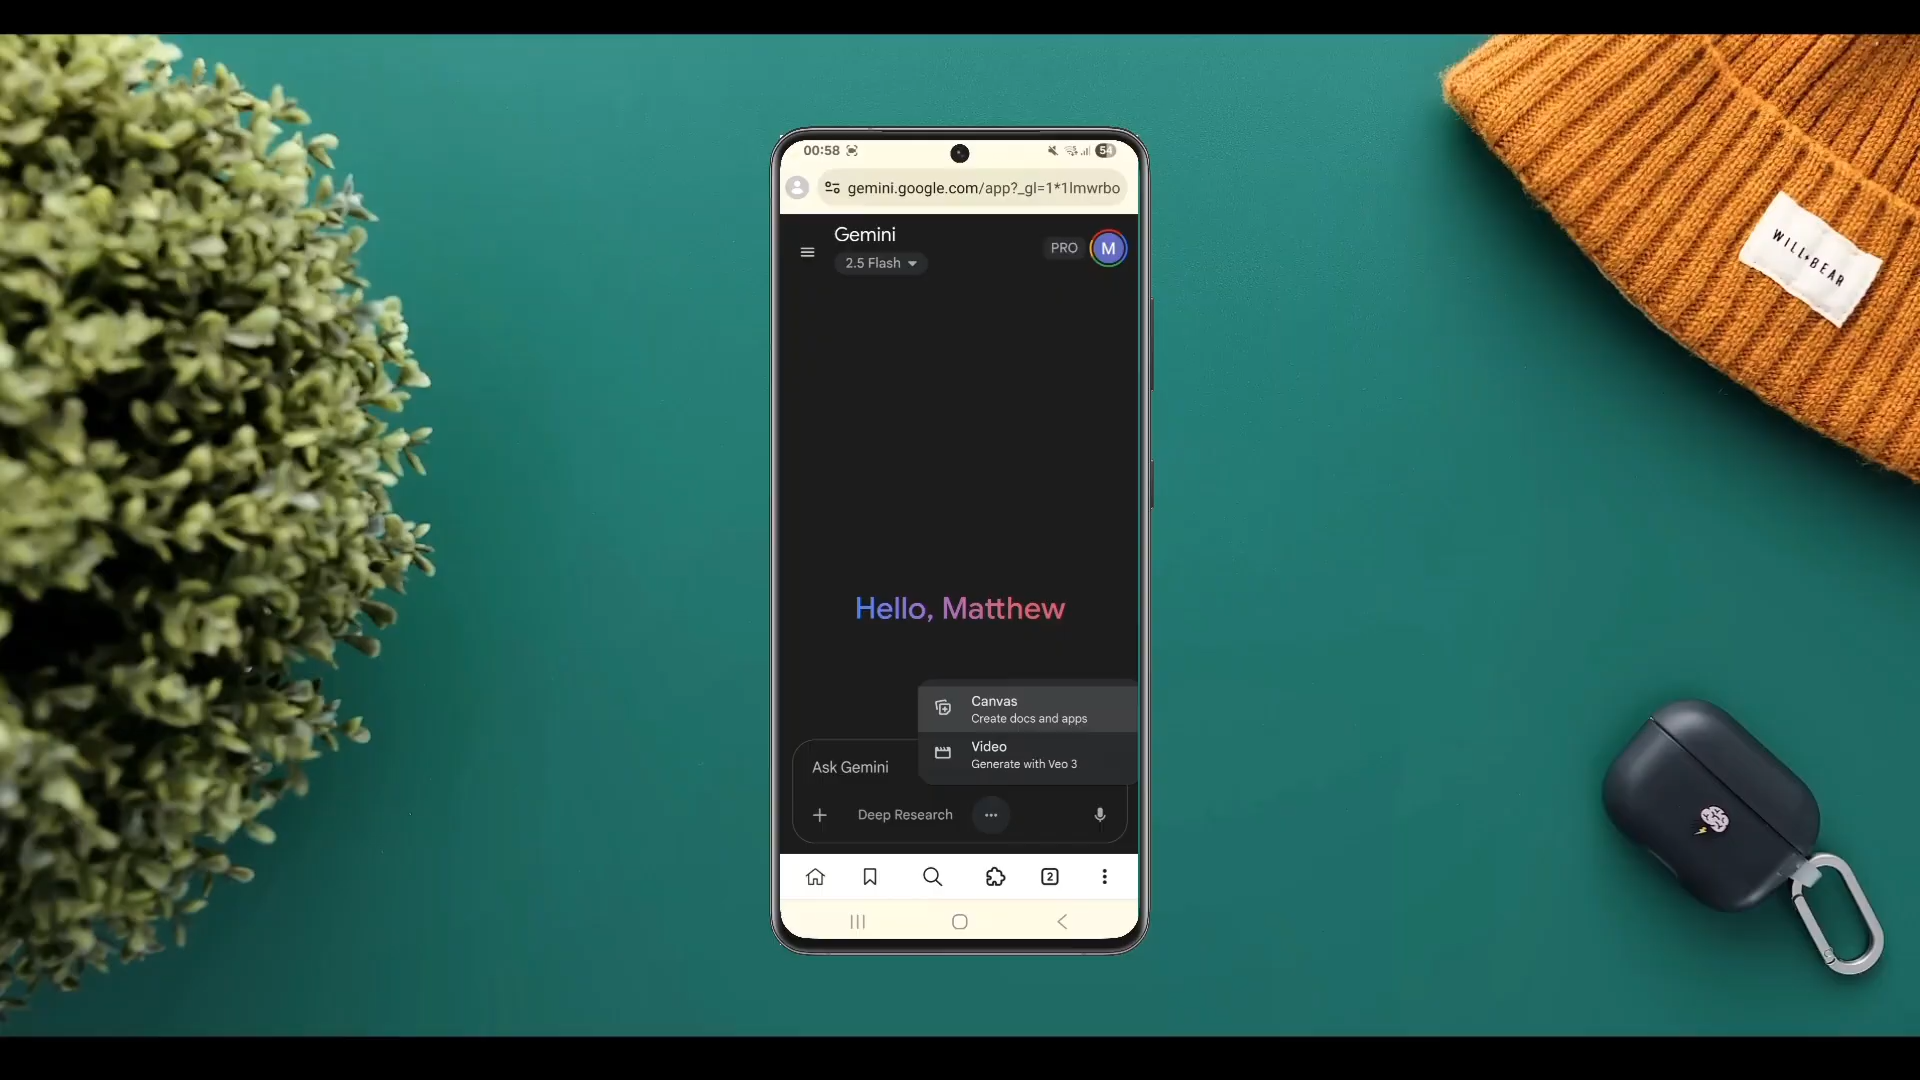 00:58
54
gemini.google.com/app?_gl=1*1lmwrbo
Gemini
2.5 Flash
PRO
M
Hello, Matthew
Canvas
Create docs and apps
Video
Generate with Veo 3
Ask Gemini
Deep Research
2
WILL & BEAR